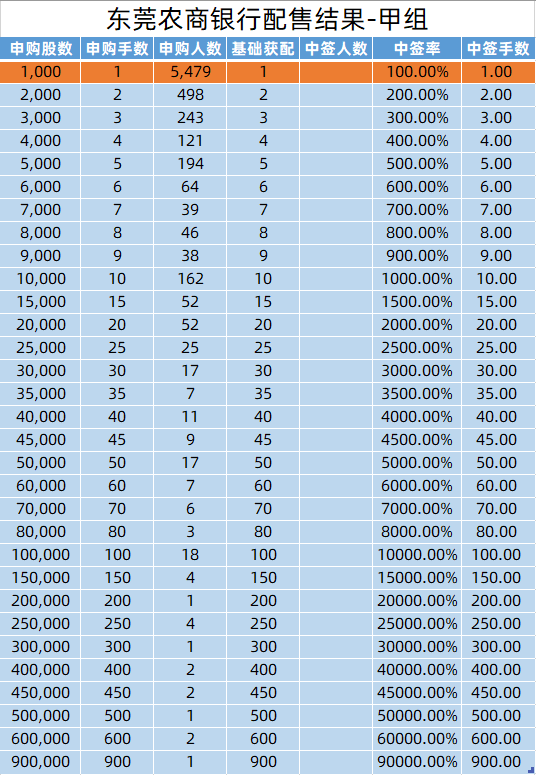 东莞农商银行配售结果-甲组
申购股数 申购手数 申购人数 基础获配 中签人数 中签率 中签手数
1,000 1 5,479 1 100.00% 1.00
2,000 2 498 2 200.00% 2.00
3,000 3 243 3 300.00% 3.00
4,000 4 121 4 400.00% 4.00
5,000 5 194 5 500.00% 5.00
6,000 6 64 6 600.00% 6.00
7,000 7 39 7 700.00% 7.00
8,000 8 46 8 800.00% 8.00
9,000 9 38 9 900.00% 9.00
10,000 10 162 10 1000.00% 10.00
15,000 15 52 15 1500.00% 15.00
20,000 20 52 20 2000.00% 20.00
25,000 25 25 25 2500.00% 25.00
30,000 30 17 30 3000.00% 30.00
35,000 35 7 35 3500.00% 35.00
40,000 40 11 40 4000.00% 40.00
45,000 45 9 45 4500.00% 45.00
50,000 50 17 50 5000.00% 50.00
60,000 60 7 60 6000.00% 60.00
70,000 70 6 70 7000.00% 70.00
80,000 80 3 80 8000.00% 80.00
100,000 100 18 100 10000.00% 100.00
150,000 150 4 150 15000.00% 150.00
200,000 200 1 200 20000.00% 200.00
250,000 250 4 250 25000.00% 250.00
300,000 300 1 300 30000.00% 300.00
400,000 400 2 400 40000.00% 400.00
450,000 450 2 450 45000.00% 450.00
500,000 500 1 500 50000.00% 500.00
600,000 600 2 600 60000.00% 600.00
900,000 900 1 900 90000.00% 900.00